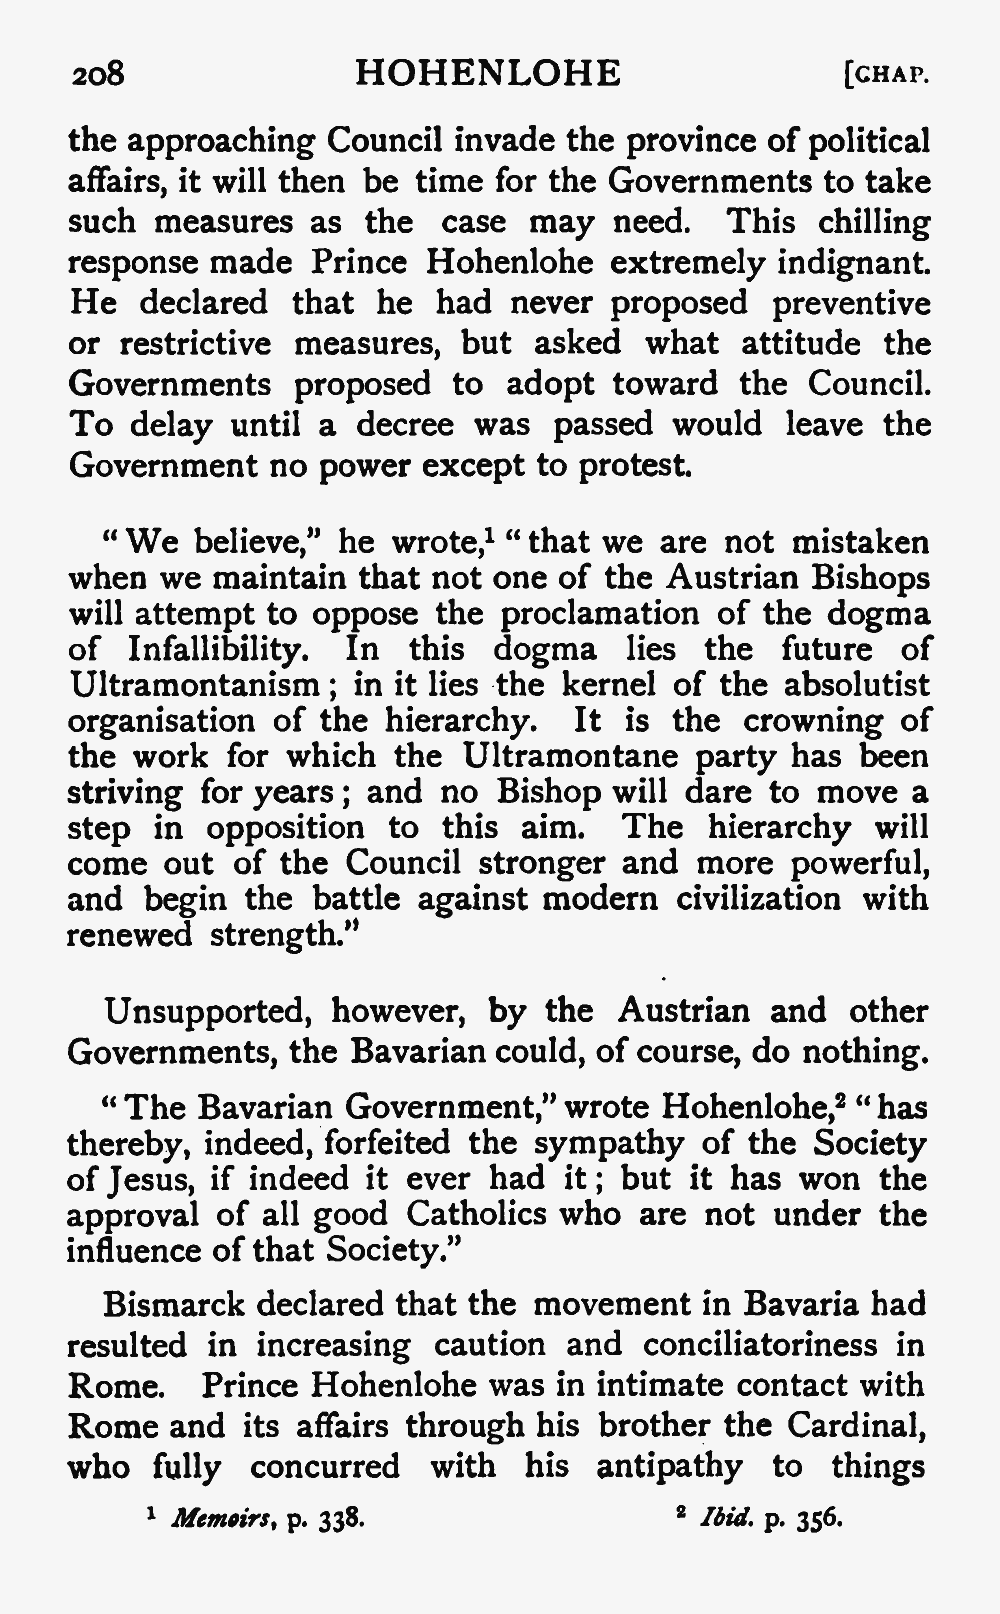 208 HOHENLOHE [CHAP.
the approaching Council invade the province of political
affairs, it will then be time for the Governments to take
such measures as the case may need. This chilling
response made Prince Hohenlohe extremely indignant.
He declared that he had never proposed preventive
or restrictive measures, but asked what attitude the
Governments proposed to adopt toward the Council.
To delay until a decree was passed would leave the
Government no power except to protest.
“We believe,” he wrote,¹ “that we are not mistaken
when we maintain that not one of the Austrian Bishops
will attempt to oppose the proclamation of the dogma
of Infallibility. In this dogma lies the future of
Ultramontanism; in it lies the kernel of the absolutist
organisation of the hierarchy. It is the crowning of
the work for which the Ultramontane party has been
striving for years; and no Bishop will dare to move a
step in opposition to this aim. The hierarchy will
come out of the Council stronger and more powerful,
and begin the battle against modern civilization with
renewed strength.”
Unsupported, however, by the Austrian and other
Governments, the Bavarian could, of course, do nothing.
“The Bavarian Government,” wrote Hohenlohe,² “has
thereby, indeed, forfeited the sympathy of the Society
of Jesus, if indeed it ever had it; but it has won the
approval of all good Catholics who are not under the
influence of that Society.”
Bismarck declared that the movement in Bavaria had
resulted in increasing caution and conciliatoriness in
Rome. Prince Hohenlohe was in intimate contact with
Rome and its affairs through his brother the Cardinal,
who fully concurred with his antipathy to things
¹ Memoirs, p. 338. ² Ibid. p. 356.